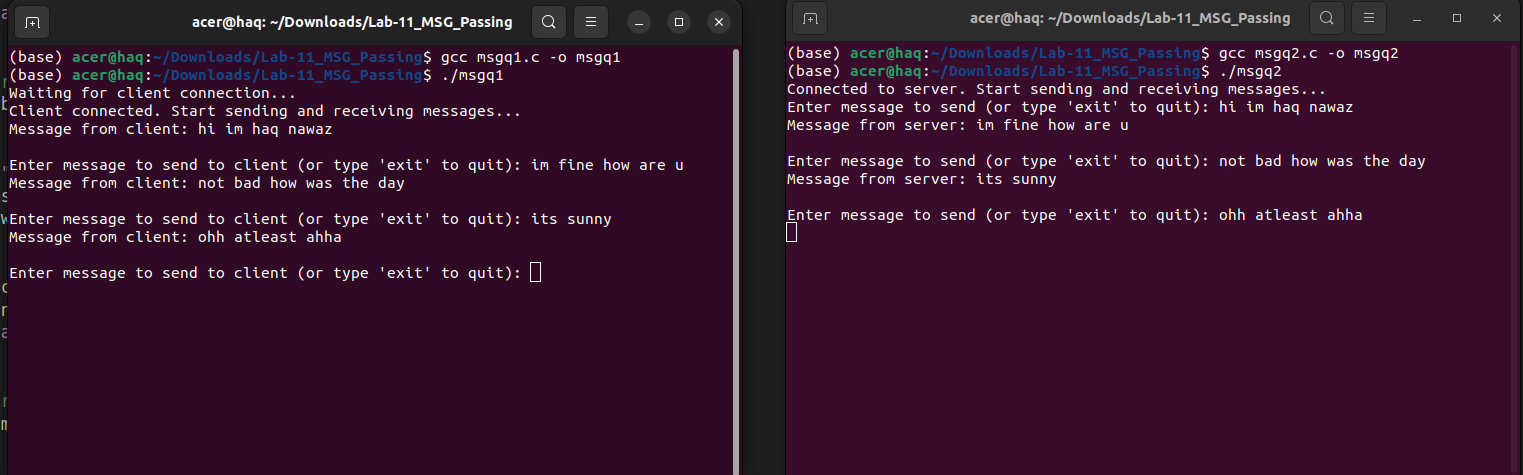 acer@haq: ~/Downloads/Lab-11_MSG_Passing
(base) acer@haq:~/Downloads/Lab-11_MSG_Passing$ gcc msgq1.c -o msgq1
(base) acer@haq:~/Downloads/Lab-11_MSG_Passing$ ./msgq1
Waiting for client connection...
Client connected. Start sending and receiving messages...
Message from client: hi im haq nawaz
Enter message to send to client (or type 'exit' to quit): im fine how are u
Message from client: not bad how was the day
Enter message to send to client (or type 'exit' to quit): its sunny
Message from client: ohh atleast ahha
Enter message to send to client (or type 'exit' to quit):
acer@haq: ~/Downloads/Lab-11_MSG_Passing
(base) acer@haq:~/Downloads/Lab-11_MSG_Passing$ gcc msgq2.c -o msgq2
(base) acer@haq:~/Downloads/Lab-11_MSG_Passing$ ./msgq2
Connected to server. Start sending and receiving messages...
Enter message to send (or type 'exit' to quit): hi im haq nawaz
Message from server: im fine how are u
Enter message to send (or type 'exit' to quit): not bad how was the day
Message from server: its sunny
Enter message to send (or type 'exit' to quit): ohh atleast ahha